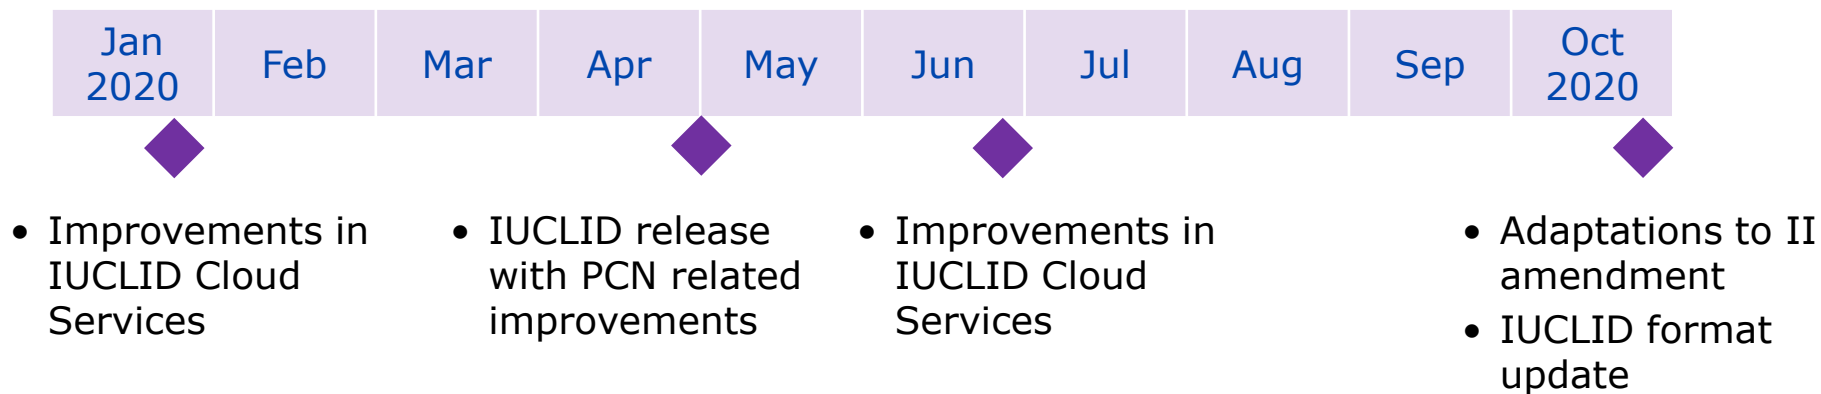 Jan
2020
Feb
Mar
Apr
May
Jun
Jul
Aug
Sep
Oct
2020
• Improvements in
IUCLID Cloud
Services
• IUCLID release
with PCN related
improvements
• Improvements in
IUCLID Cloud
Services
• Adaptations to II
amendment
• IUCLID format
update